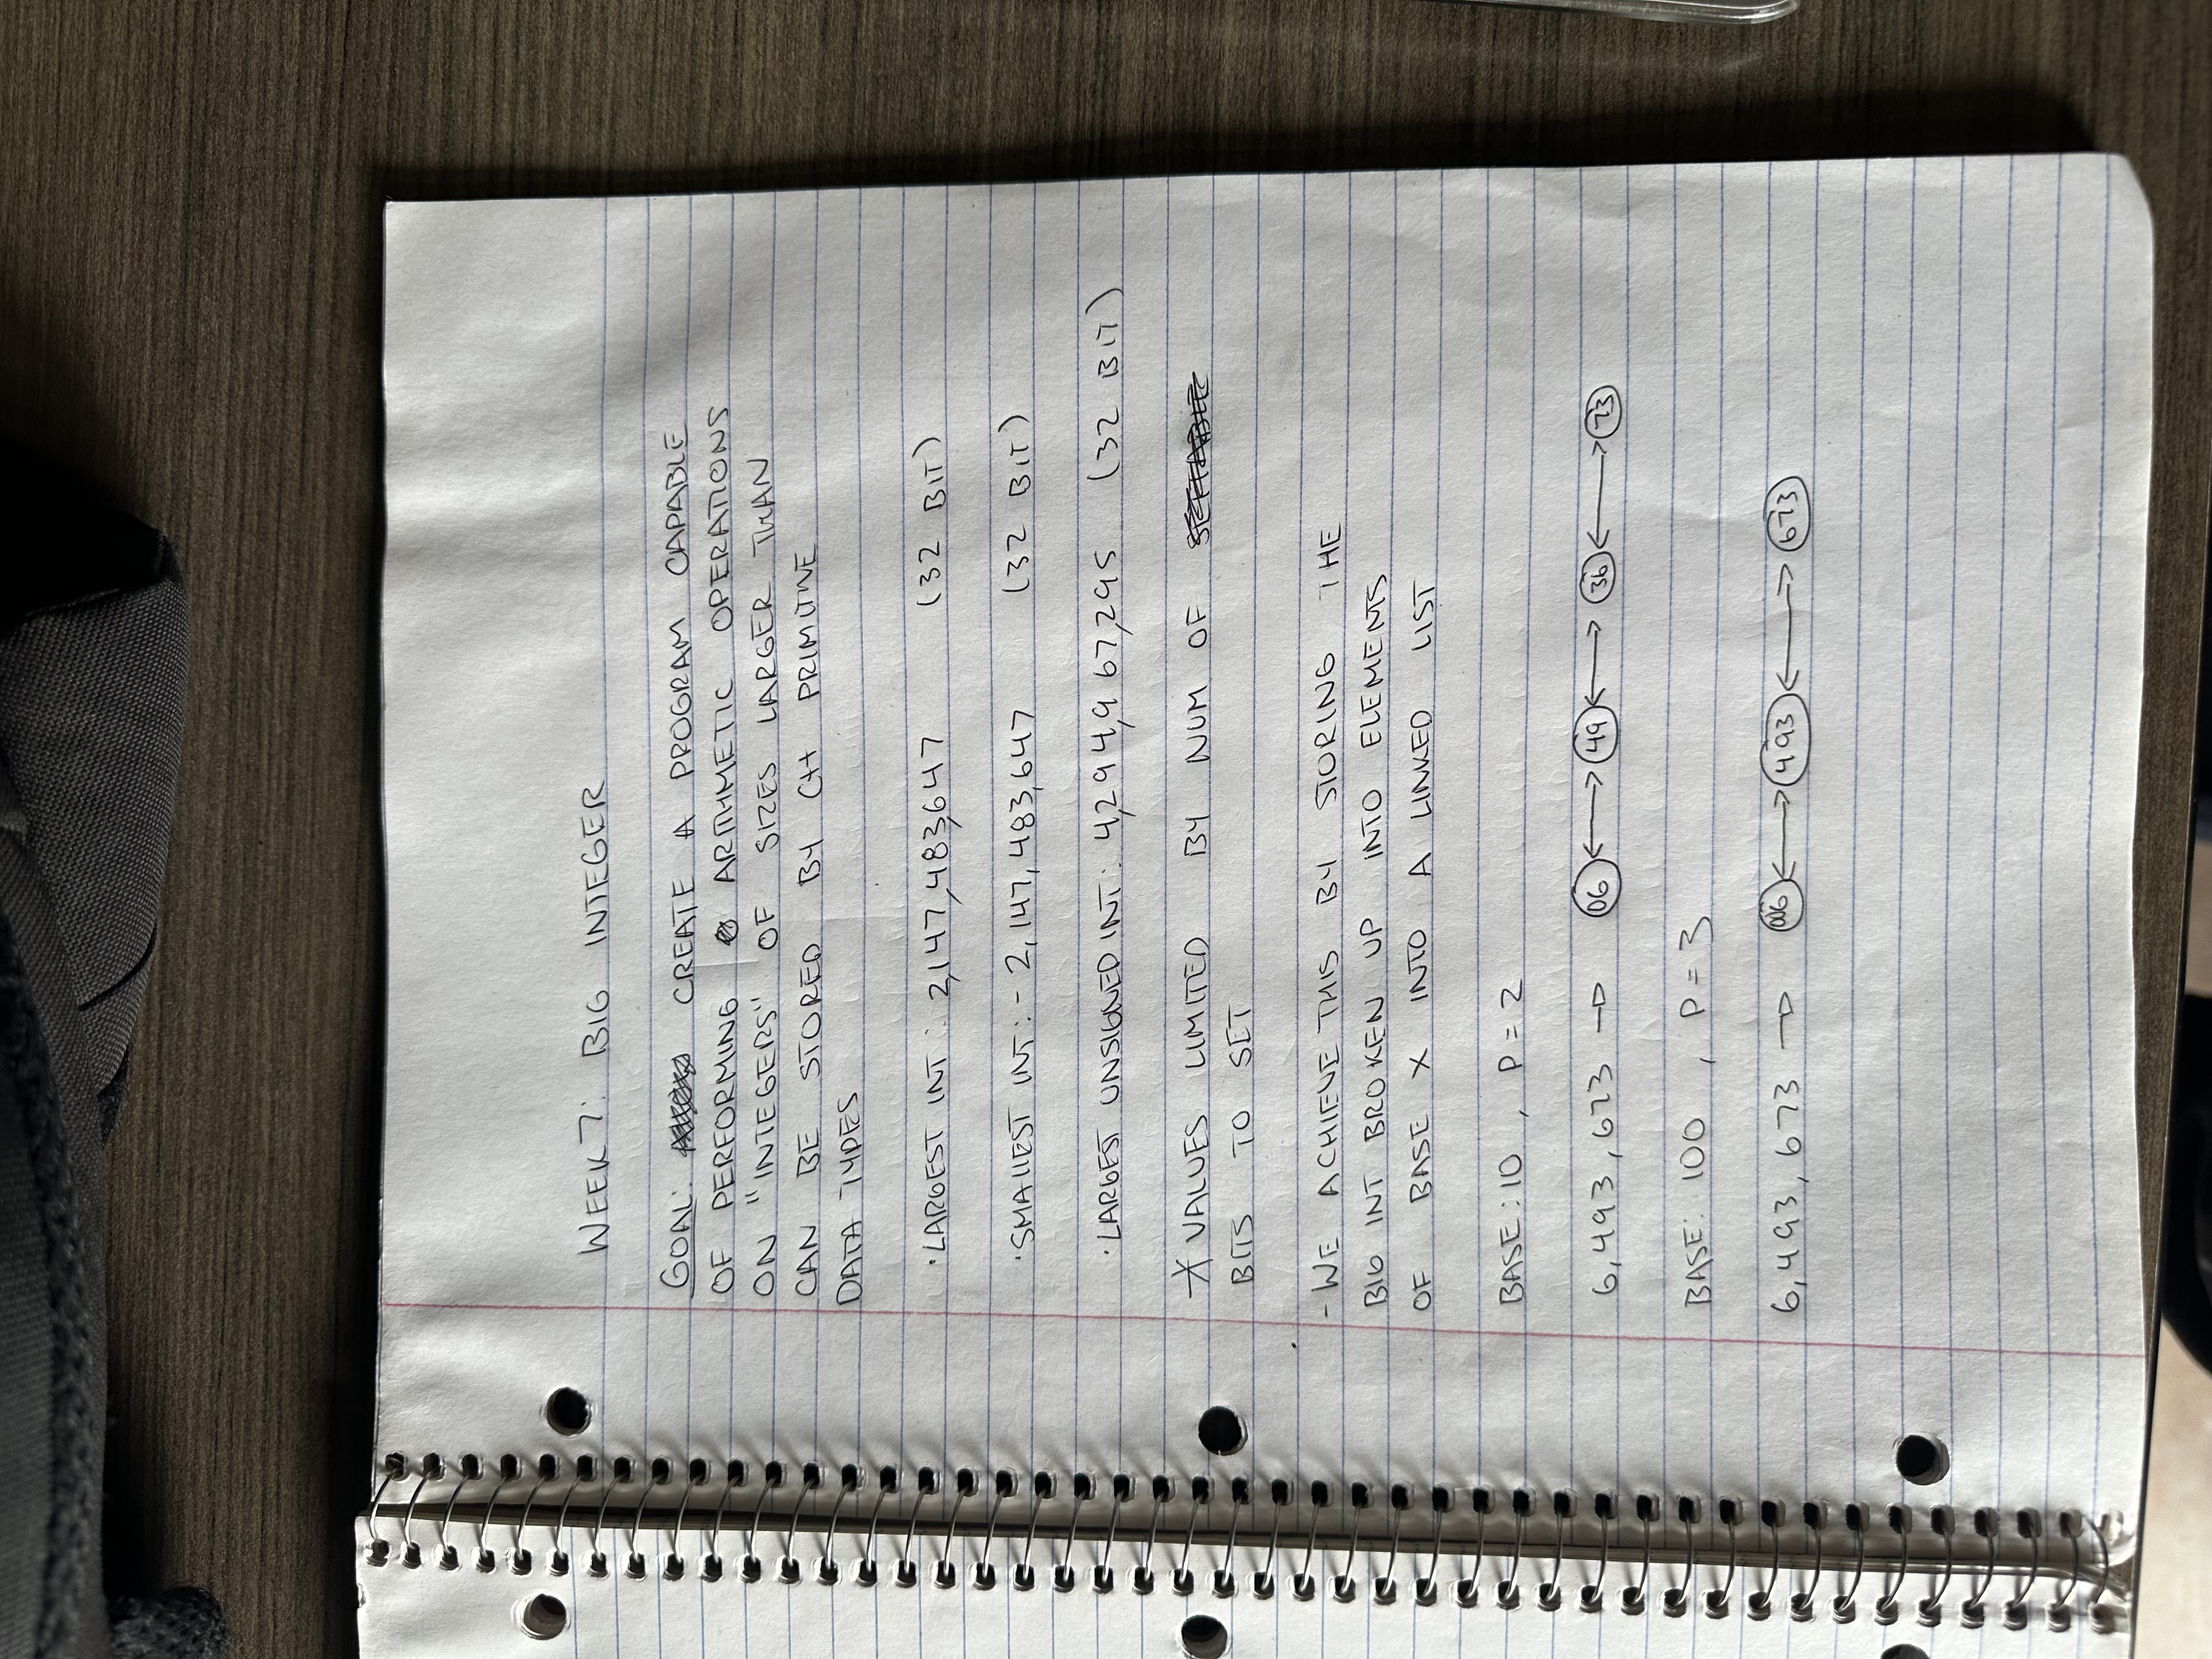 WEEK 7: BIG INTEGER
GOAL: CREATE A PROGRAM CAPABLE
OF PERFORMING ARITHMETIC OPERATIONS
ON "INTEGERS" OF SIZES LARGER THAN
CAN BE STORED BY C++ PRIMITIVE
DATA TYPES
·LARGEST INT : 2,147,483,647 (32 BIT)
·SMALLEST INT: - 2,147,483,647 (32 BIT)
·LARGEST UNSIGNED INT: 4,294,967,295 (32 BIT)
* VALUES LIMITED BY NUM OF
BITS TO SET
- WE ACHIEVE THIS BY STORING THE
BIG INT BROKEN UP INTO ELEMENTS
OF BASE X INTO A LINKED LIST
BASE: 10 , P = 2
6,493,673 → 06 ↔ 49 ↔ 36 ↔ 73
BASE: 100 , P = 3
6,493,673 → 006 ↔ 493 ↔ 673